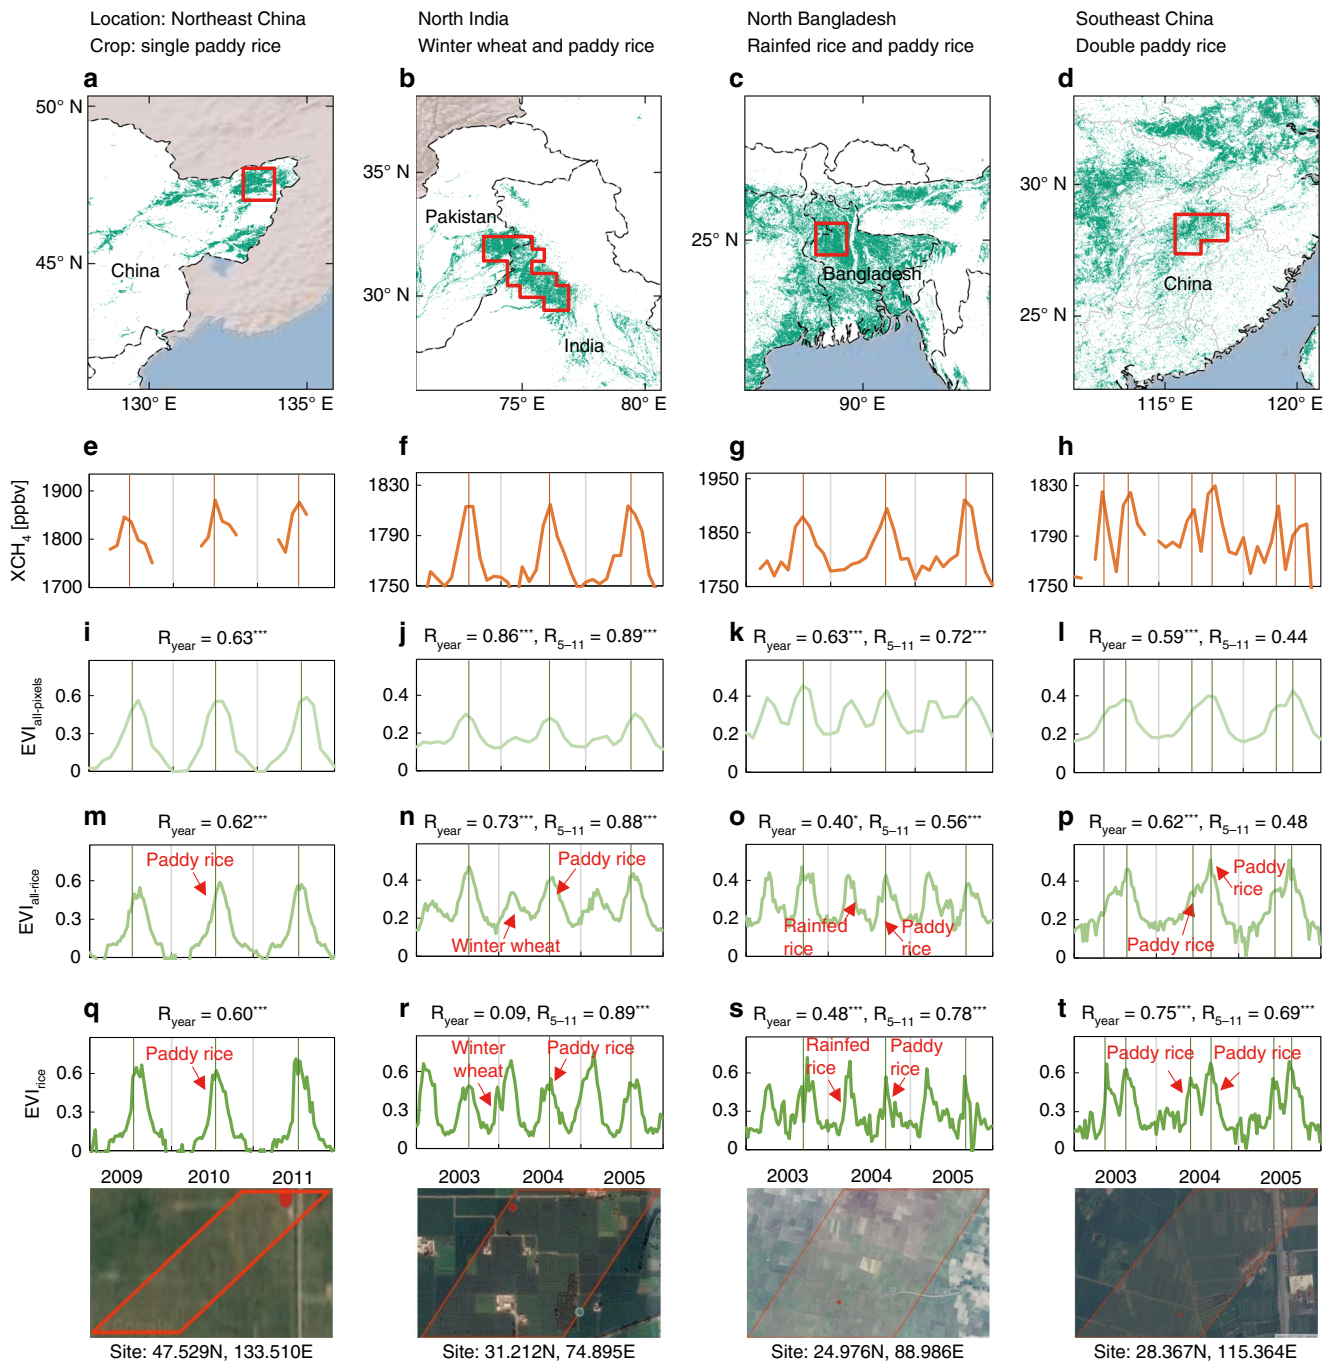 Location: Northeast China
Crop: single paddy rice
North India
Winter wheat and paddy rice
North Bangladesh
Rainfed rice and paddy rice
Southeast China
Double paddy rice
a
50° N
45° N
China
130° E
135° E
b
35° N
30° N
Pakistan
India
75° E
80° E
c
25° N
Bangladesh
90° E
d
30° N
25° N
China
115° E
120° E
e
XCH4 [ppbv]
1900
1800
1700
f
1830
1790
1750
g
1950
1850
1750
h
1830
1790
1750
i
Ryear = 0.63***
EVIall-pixels
0.6
0.3
0
j
Ryear = 0.86***, R5–11 = 0.89***
0.4
0.2
0
k
Ryear = 0.63***, R5–11 = 0.72***
0.4
0.2
0
l
Ryear = 0.59***, R5–11 = 0.44
0.4
0.2
0
m
Ryear = 0.62***
EVIall-rice
0.6
0.3
0
Paddy rice
n
Ryear = 0.73***, R5–11 = 0.88***
0.4
0.2
0
Paddy rice
Winter wheat
o
Ryear = 0.40*, R5–11 = 0.56***
0.4
0.2
0
Rainfed
rice
Paddy
rice
p
Ryear = 0.62***, R5–11 = 0.48
0.4
0.2
0
Paddy
rice
Paddy rice
q
Ryear = 0.60***
EVIrice
0.6
0.3
0
Paddy rice
2009
2010
2011
r
Ryear = 0.09, R5–11 = 0.89***
0.6
0.3
0
Winter
wheat
Paddy rice
2003
2004
2005
s
Ryear = 0.48***, R5–11 = 0.78***
0.6
0.3
0
Rainfed
rice
Paddy
rice
2003
2004
2005
t
Ryear = 0.75***, R5–11 = 0.69***
0.6
0.3
0
Paddy rice
Paddy rice
2003
2004
2005
Site: 47.529N, 133.510E
Site: 31.212N, 74.895E
Site: 24.976N, 88.986E
Site: 28.367N, 115.364E